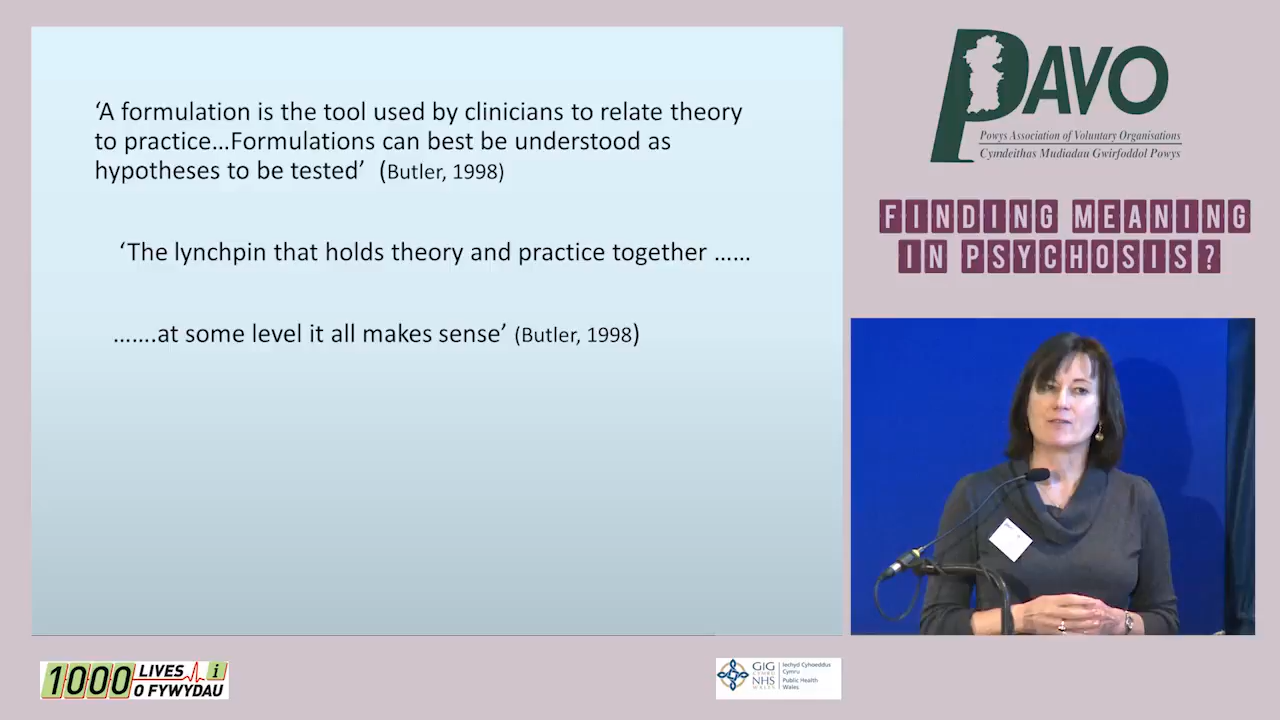 ‘A formulation is the tool used by clinicians to relate theory
to practice…Formulations can best be understood as
hypotheses to be tested’ (Butler, 1998)
‘The lynchpin that holds theory and practice together ……
…….at some level it all makes sense’ (Butler, 1998)
PAVO
Powys Association of Voluntary Organisations
Cymdeithas Mudiadau Gwirfoddol Powys
FINDING MEANING
IN PSYCHOSIS?
1000 LIVES i
O FYWYDAU
GIG
CYMRU
NHS
WALES
Iechyd Cyhoeddus
Cymru
Public Health
Wales